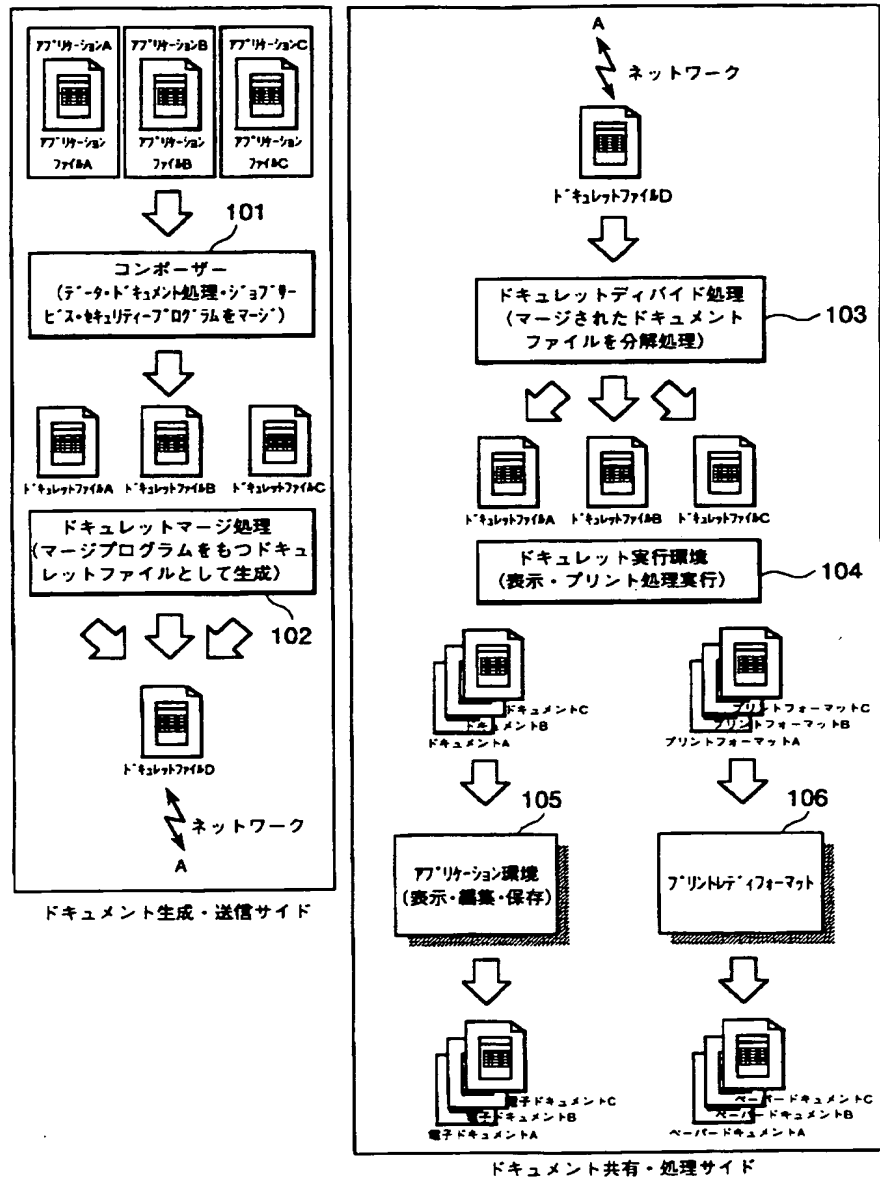 アプリケーションA
アプリケーションB
アプリケーションC
アプリケーション
ファイルA
アプリケーション
ファイルB
アプリケーション
ファイルC
101
コンポーザー
(データ・ドキュメント処理・ジョブサー
ビス・セキュリティープログラムをマージ)
ドキュレットファイルA
ドキュレットファイルB
ドキュレットファイルC
ドキュレットマージ処理
(マージプログラムをもつドキュ
レットファイルとして生成)
102
ドキュレットファイルD
ネットワーク
A
ドキュメント生成・送信サイド
A
ネットワーク
ドキュレットファイルD
ドキュレットディバイド処理
(マージされたドキュメント
ファイルを分解処理)
103
ドキュレットファイルA
ドキュレットファイルB
ドキュレットファイルC
ドキュレット実行環境
(表示・プリント処理実行)
104
ドキュメントC
ドキュメントB
ドキュメントA
プリントフォーマットC
プリントフォーマットB
プリントフォーマットA
105
アプリケーション環境
(表示・編集・保存)
106
プリントレディフォーマット
電子ドキュメントC
電子ドキュメントB
電子ドキュメントA
ペーパードキュメントC
ペーパードキュメントB
ペーパードキュメントA
ドキュメント共有・処理サイド